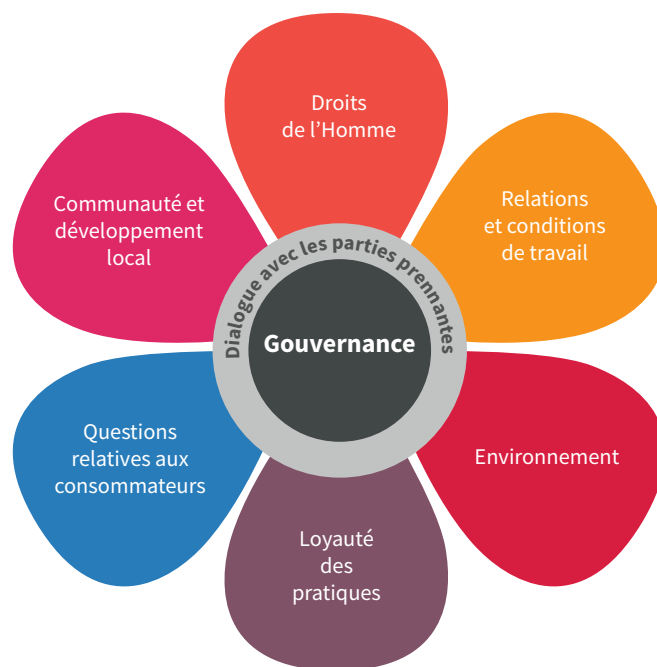 Droits
de l’Homme
Relations
et conditions
de travail
Environnement
Loyauté
des
pratiques
Questions
relatives aux
consommateurs
Communauté et
développement
local
Dialogue avec les parties prennantes
Gouvernance